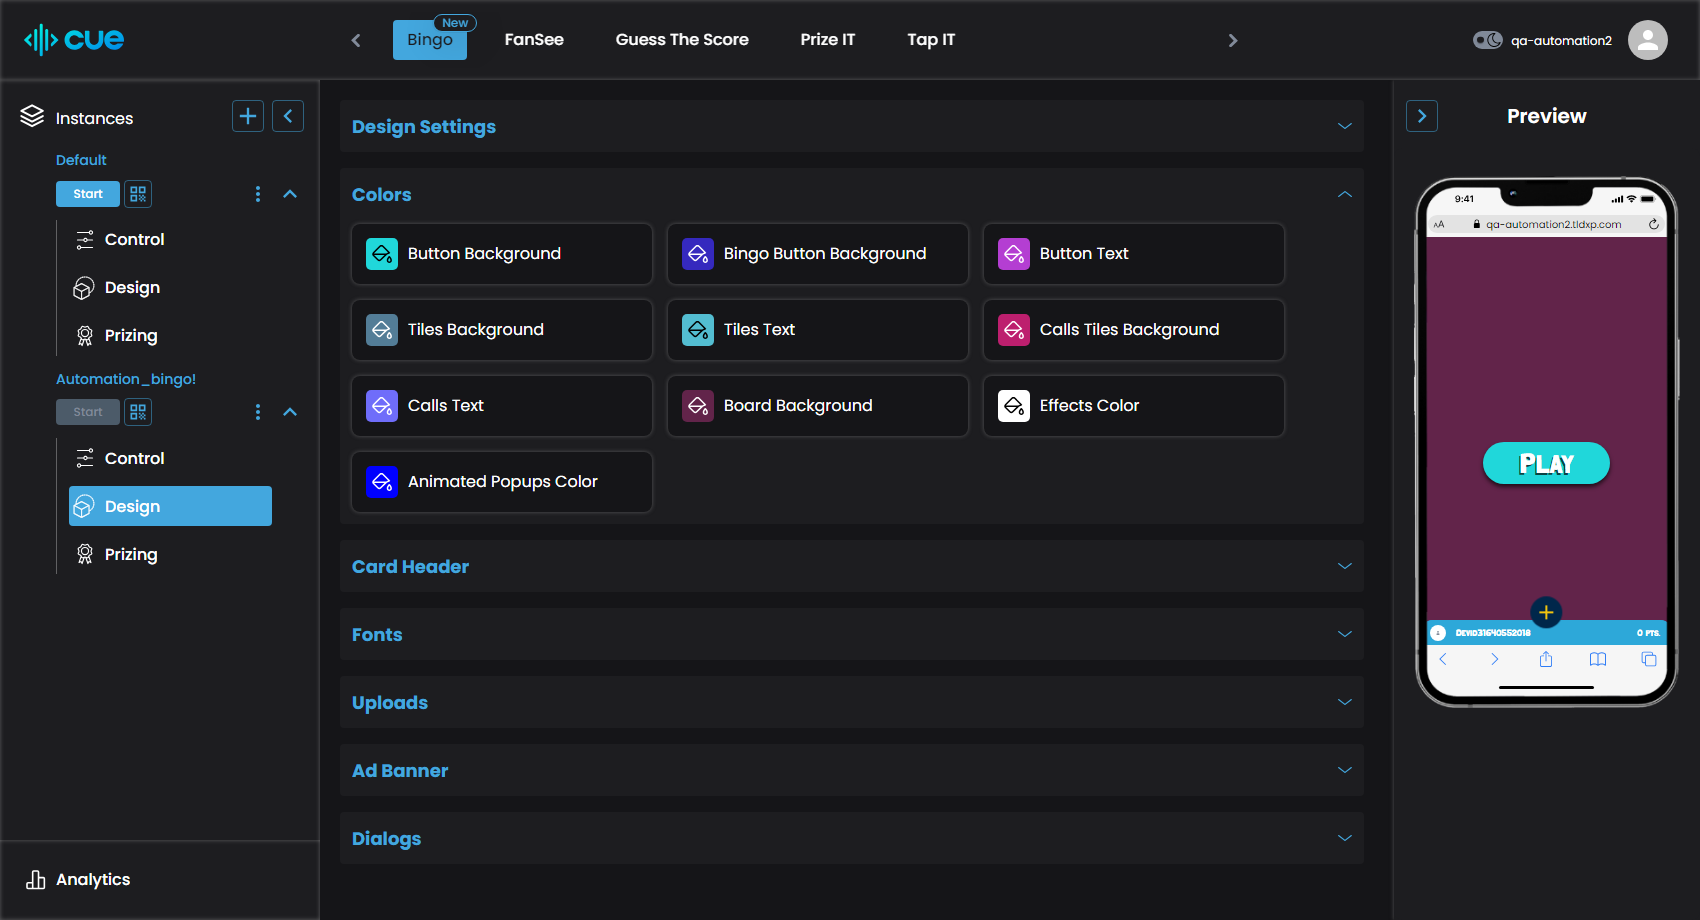 cue
Bingo
New
FanSee
Guess The Score
Prize IT
Tap IT
qa-automation2
Instances
Default
Start
Control
Design
Prizing
Automation_bingo!
Start
Control
Design
Prizing
Analytics
Design Settings
Colors
Button Background
Bingo Button Background
Button Text
Tiles Background
Tiles Text
Calls Tiles Background
Calls Text
Board Background
Effects Color
Animated Popups Color
Card Header
Fonts
Uploads
Ad Banner
Dialogs
Preview
9:41
AA
qa-automation2.tldxp.com
PLAY
DEVID31640552018
0 PTS.